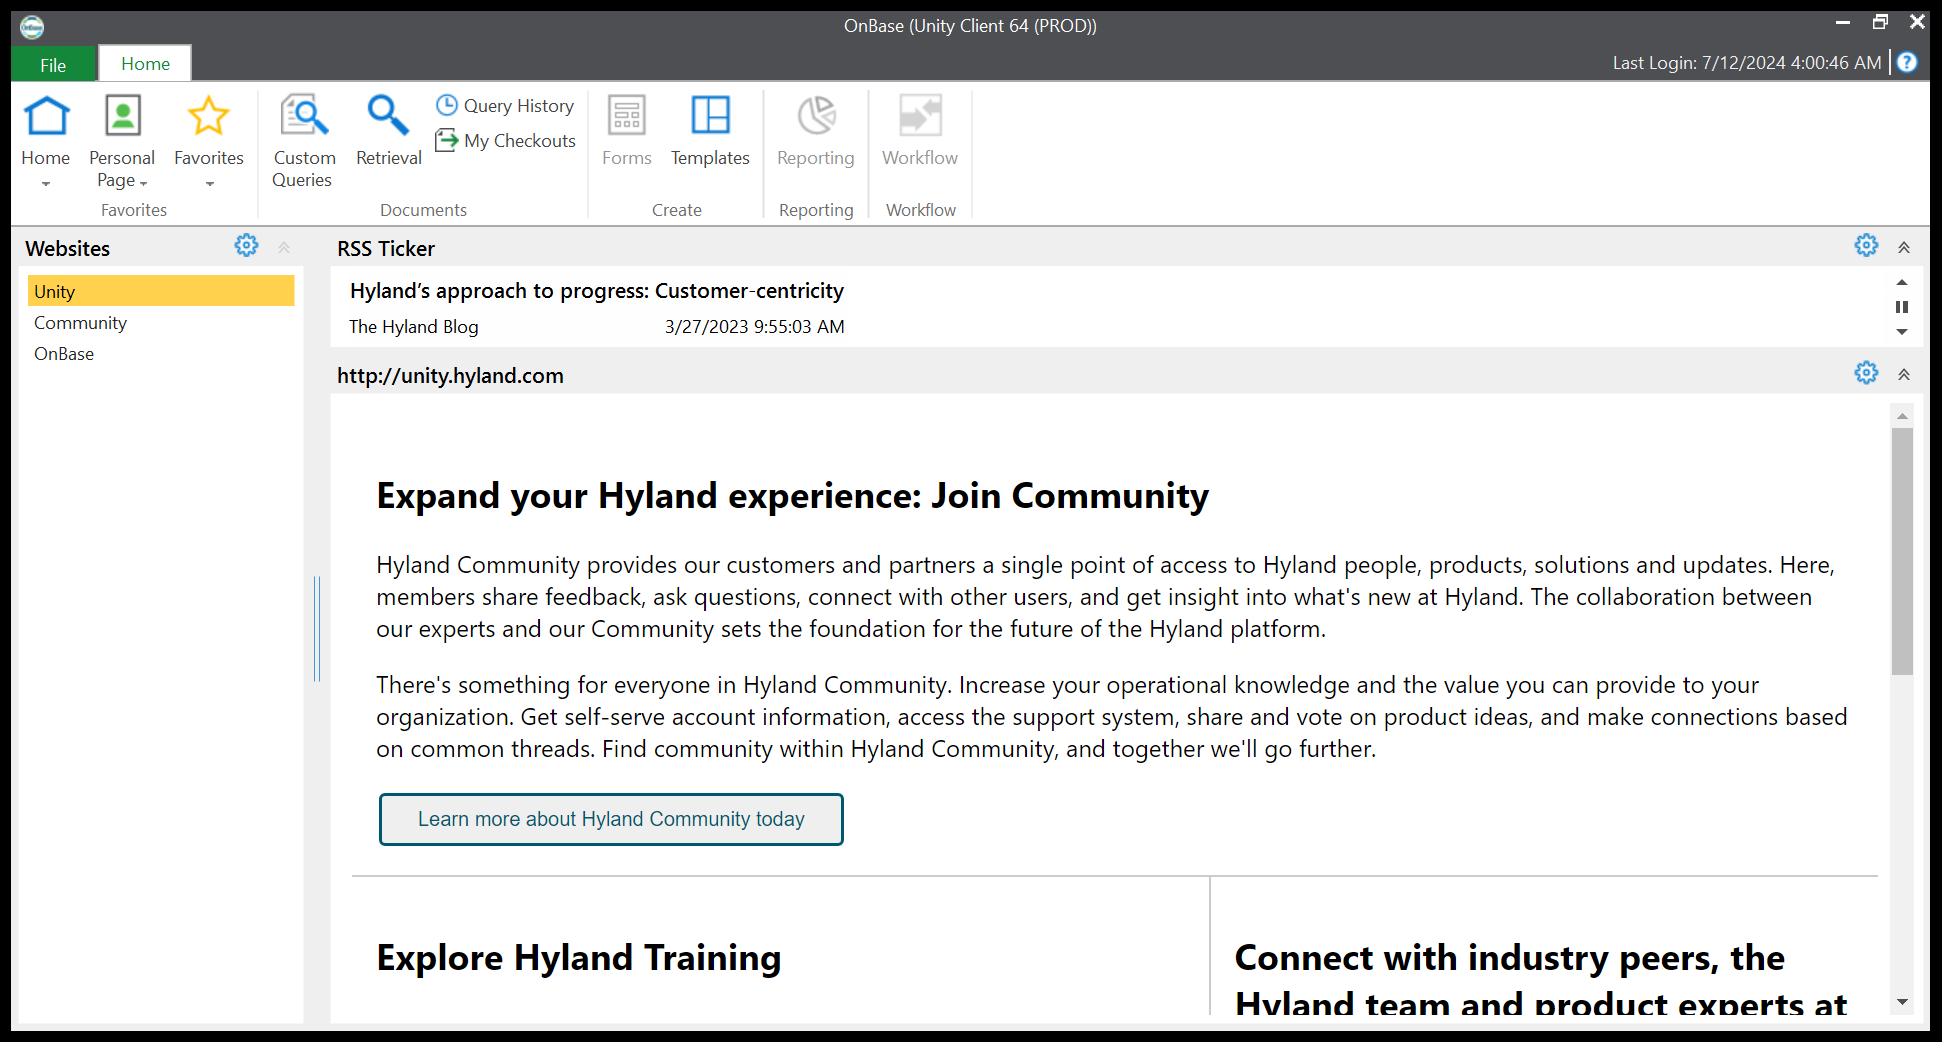 OnBase (Unity Client 64 (PROD))
File
Home
Last Login: 7/12/2024 4:00:46 AM
?
Home
Personal
Page
Favorites
Favorites
Custom
Queries
Retrieval
Query History
My Checkouts
Documents
Forms
Templates
Create
Reporting
Reporting
Workflow
Workflow
Websites
Unity
Community
OnBase
RSS Ticker
Hyland’s approach to progress: Customer-centricity
The Hyland Blog 3/27/2023 9:55:03 AM
http://unity.hyland.com
Expand your Hyland experience: Join Community
Hyland Community provides our customers and partners a single point of access to Hyland people, products, solutions and updates. Here,
members share feedback, ask questions, connect with other users, and get insight into what's new at Hyland. The collaboration between
our experts and our Community sets the foundation for the future of the Hyland platform.
There's something for everyone in Hyland Community. Increase your operational knowledge and the value you can provide to your
organization. Get self-serve account information, access the support system, share and vote on product ideas, and make connections based
on common threads. Find community within Hyland Community, and together we'll go further.
Learn more about Hyland Community today
Explore Hyland Training
Connect with industry peers, the
Hyland team and product experts at